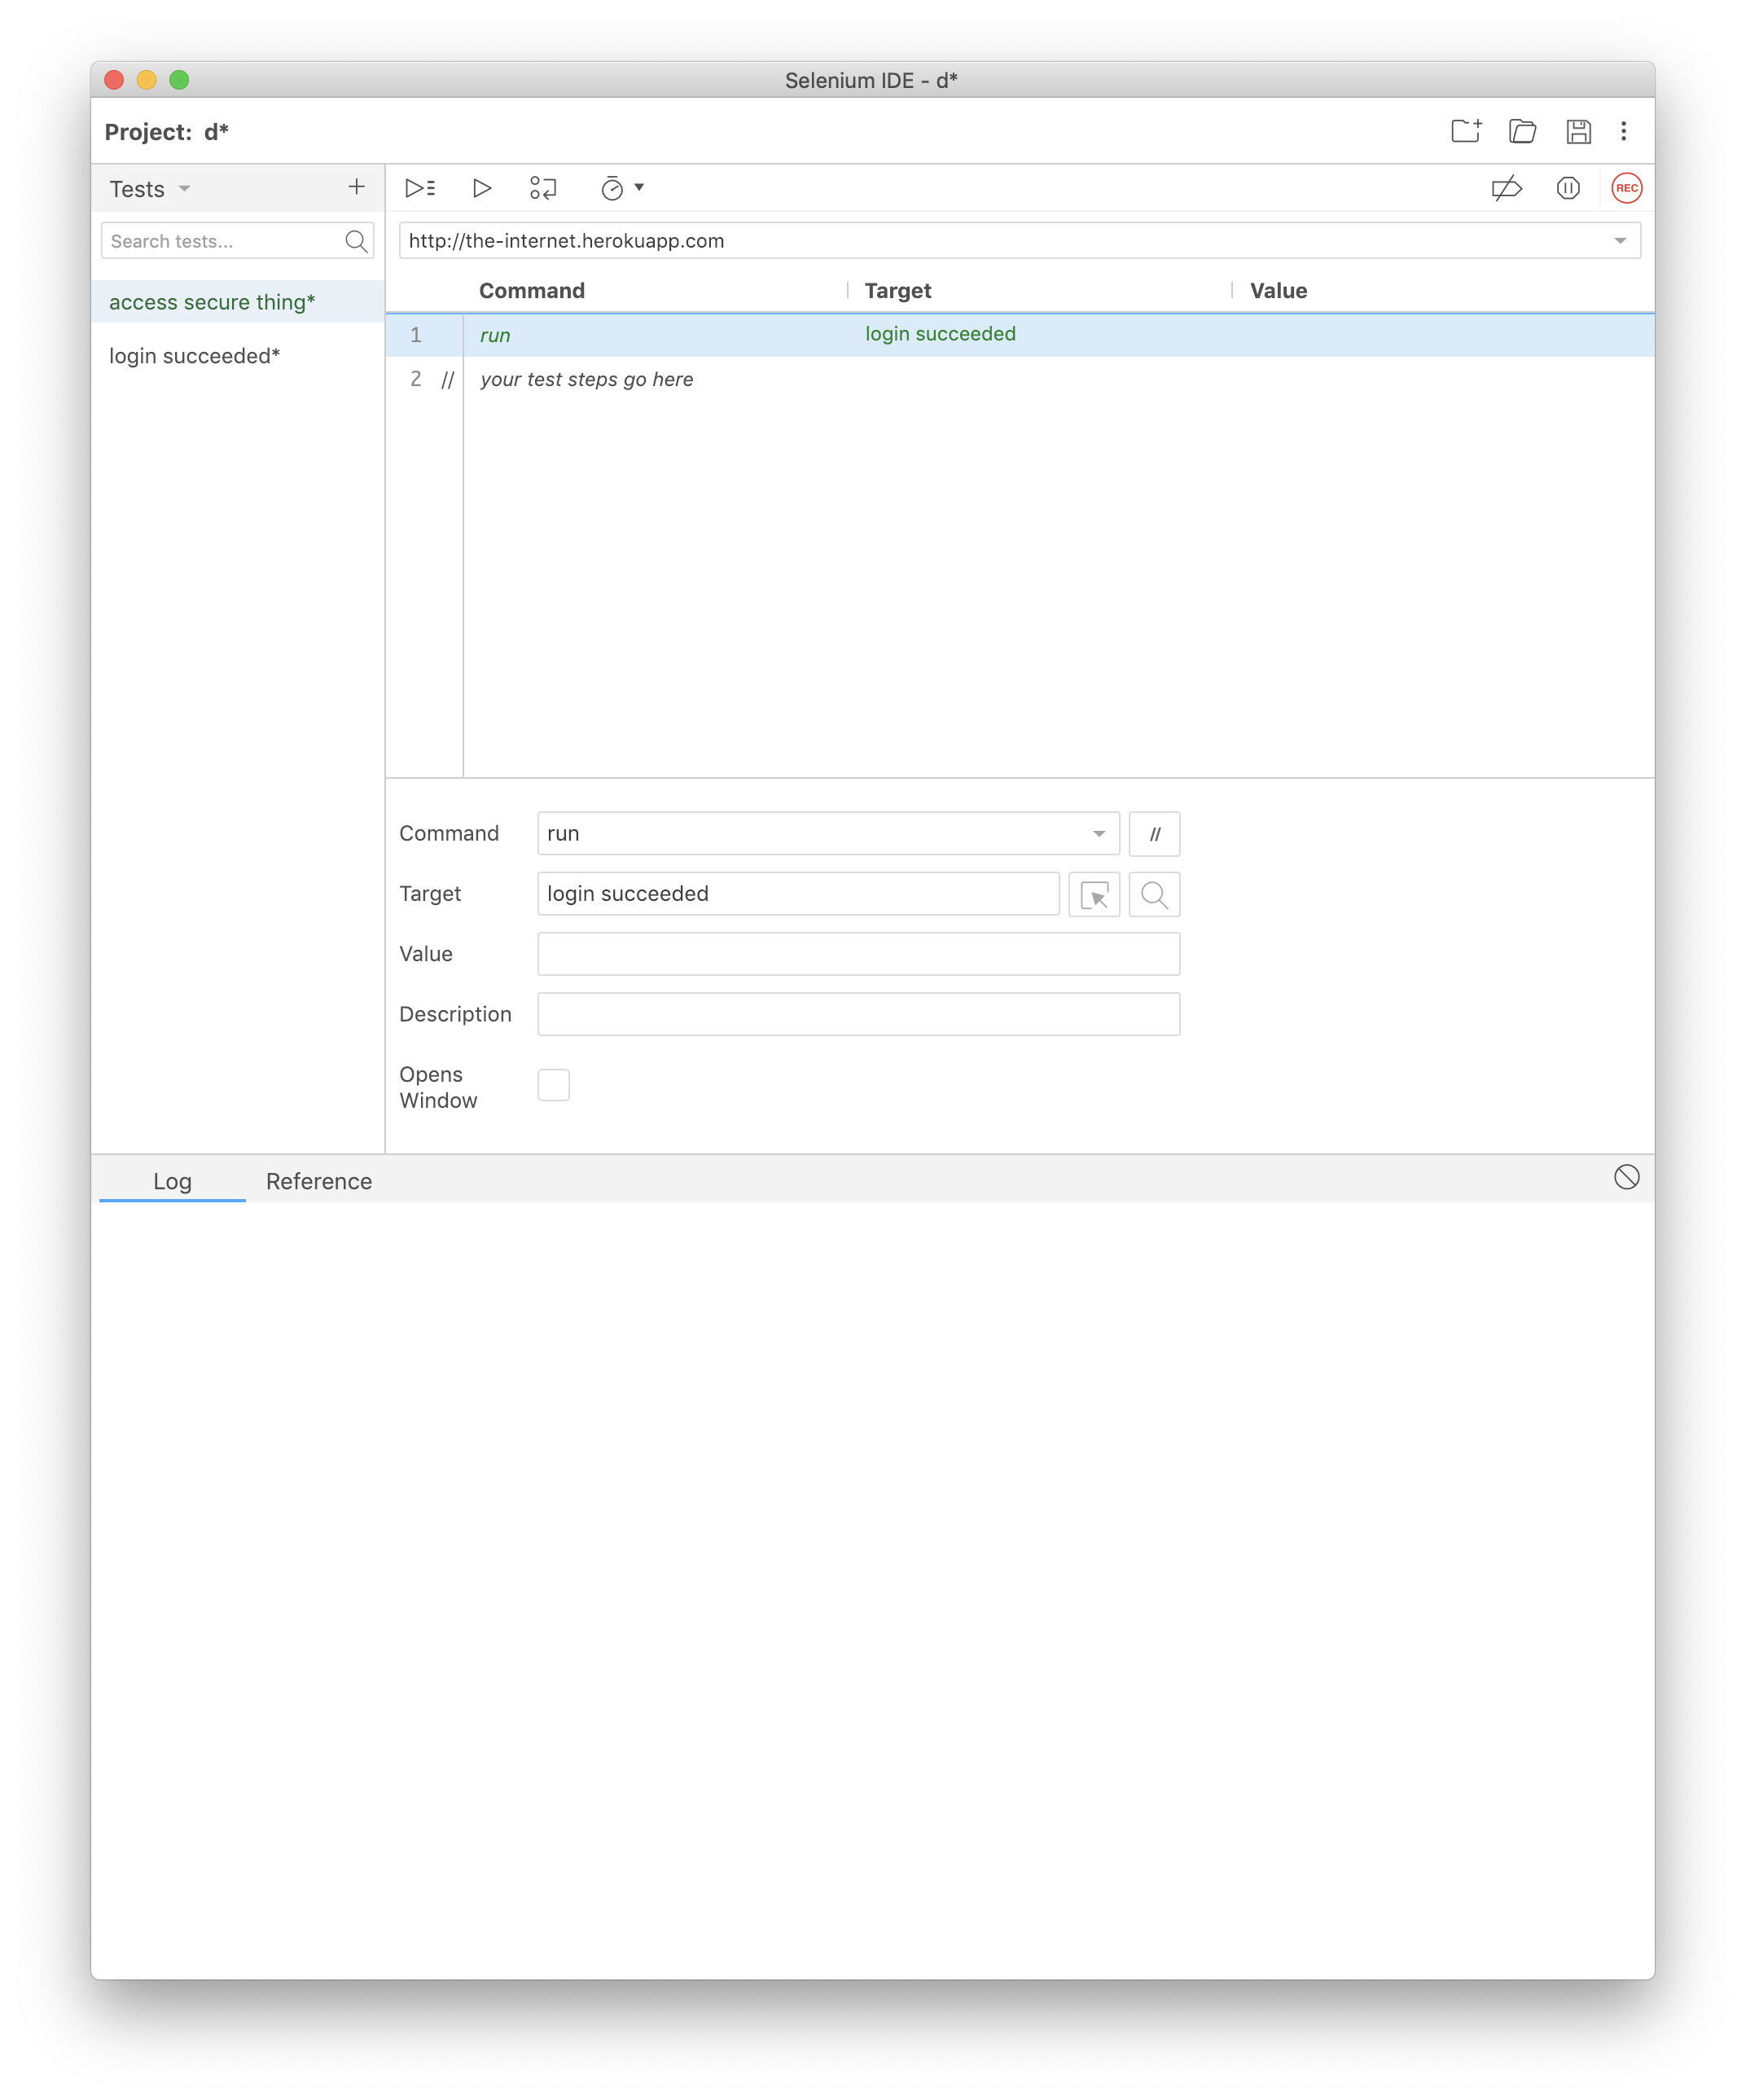 Selenium IDE - d*
Project: d*
Tests
REC
Search tests...
http://the-internet.herokuapp.com
access secure thing*
login succeeded*
Command Target Value
1 run login succeeded
2 // your test steps go here
Command run //
Target login succeeded
Value
Description
Opens
Window
Log Reference